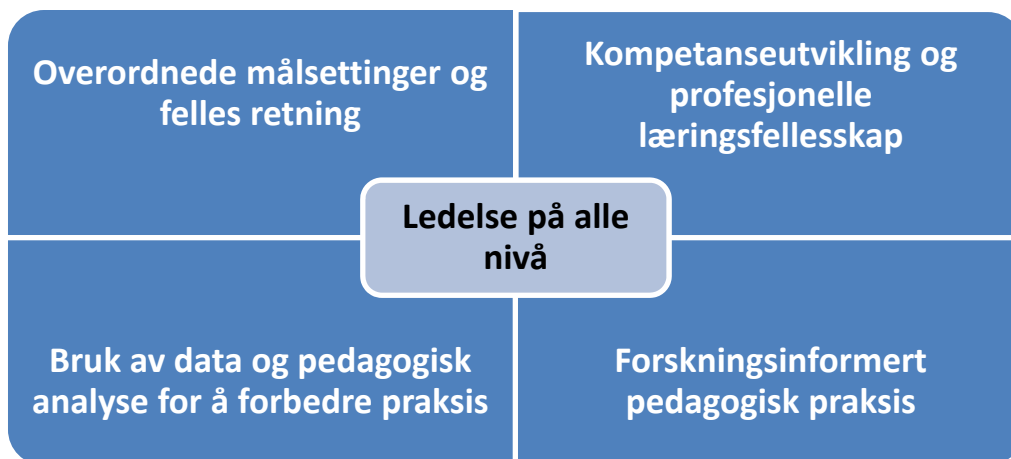 Overordnede målsettinger og
felles retning
Kompetanseutvikling og
profesjonelle
læringsfellesskap
Ledelse på alle
nivå
Bruk av data og pedagogisk
analyse for å forbedre praksis
Forskningsinformert
pedagogisk praksis